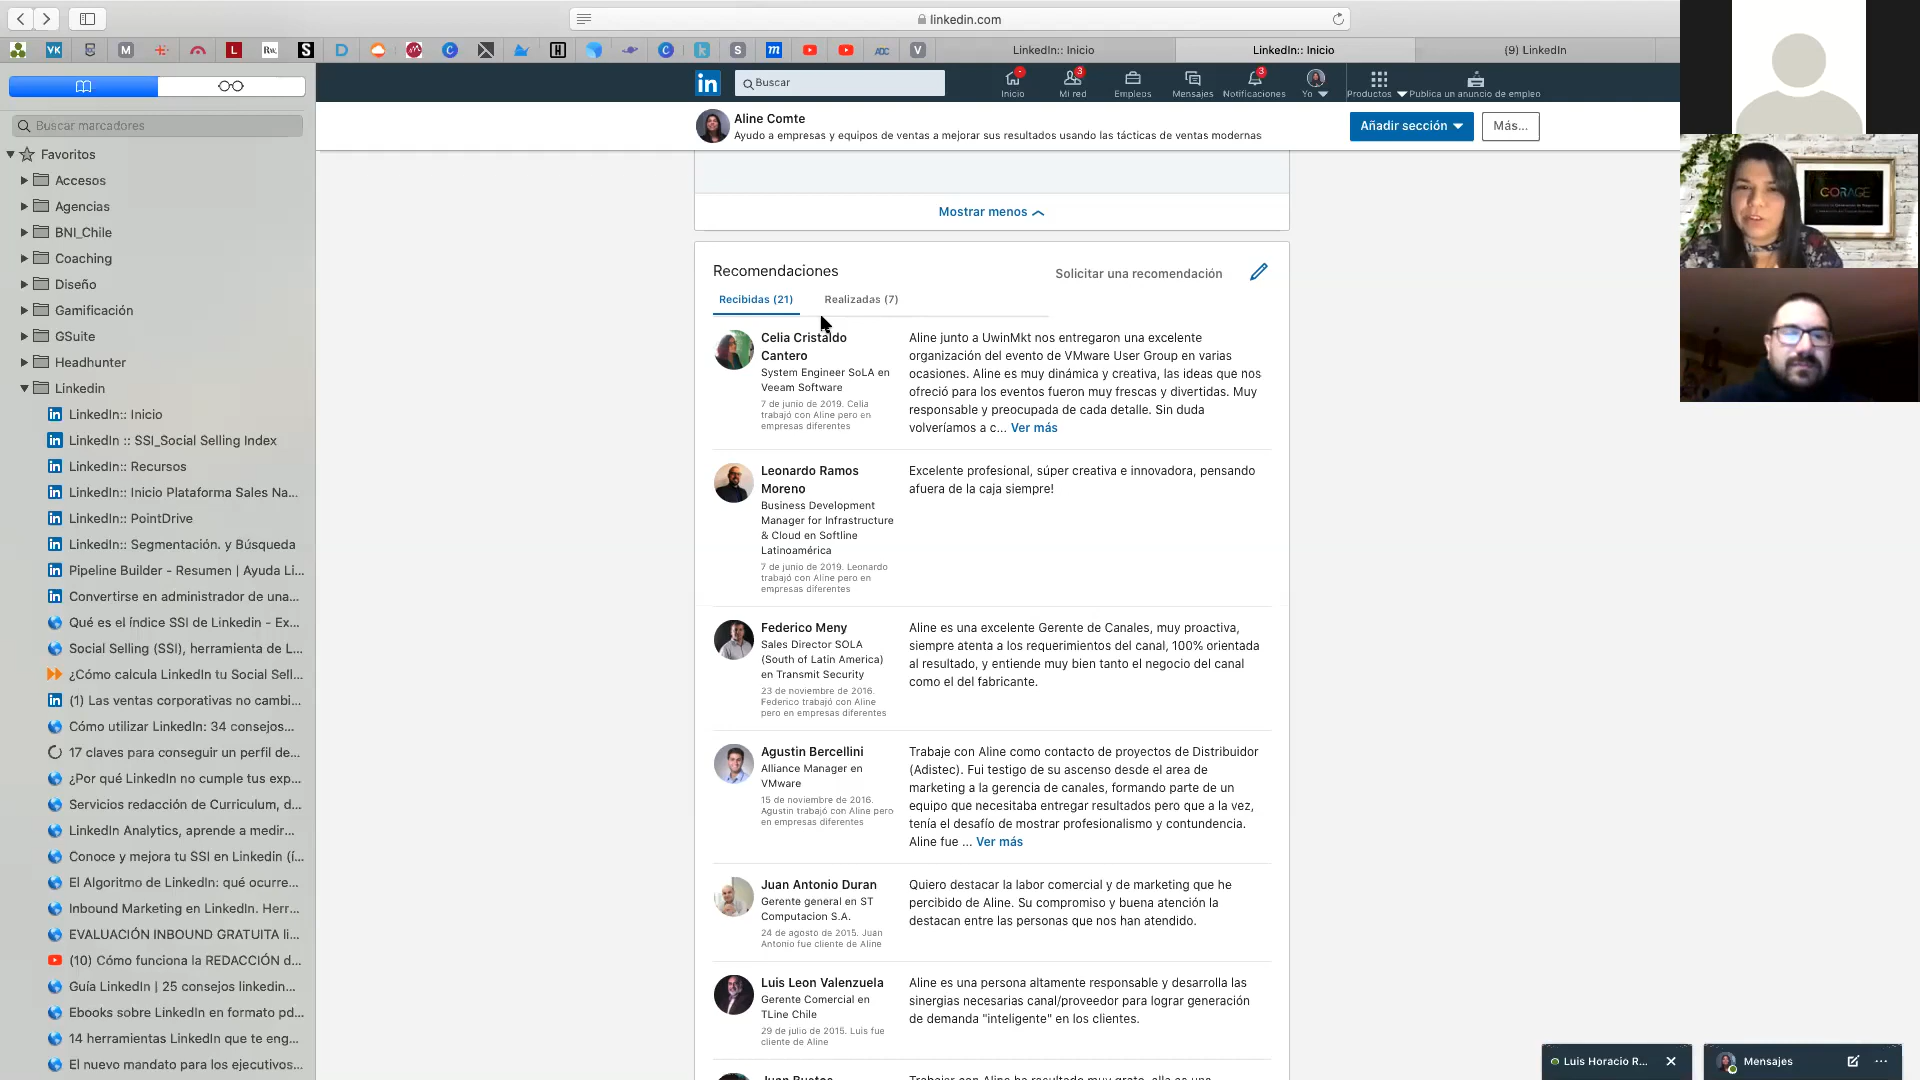 linkedin.com
LinkedIn:: Inicio
LinkedIn:: Inicio
(9) LinkedIn
Buscar
Inicio
Mi red
Empleos
Mensajes
Notificaciones
Yo
Productos
Publica un anuncio de empleo
Aline Comte
Ayudo a empresas y equipos de ventas a mejorar sus resultados usando las tácticas de ventas modernas
Añadir sección
Más...
Buscar marcadores
Favoritos
Accesos
Agencias
BNI_Chile
Coaching
Diseño
Gamificación
GSuite
Headhunter
Linkedin
LinkedIn:: Inicio
LinkedIn :: SSI_Social Selling Index
LinkedIn:: Recursos
LinkedIn:: Inicio Plataforma Sales Na...
LinkedIn:: PointDrive
LinkedIn:: Segmentación. y Búsqueda
Pipeline Builder - Resumen | Ayuda Li...
Convertirse en administrador de una...
Qué es el índice SSI de Linkedin - Ex...
Social Selling (SSI), herramienta de L...
¿Cómo calcula LinkedIn tu Social Sell...
(1) Las ventas corporativas no cambi...
Cómo utilizar LinkedIn: 34 consejos...
17 claves para conseguir un perfil de...
¿Por qué LinkedIn no cumple tus exp...
Servicios redacción de Curriculum, d...
LinkedIn Analytics, aprende a medir...
Conoce y mejora tu SSI en Linkedin (í...
El Algoritmo de LinkedIn: qué ocurre...
Inbound Marketing en LinkedIn. Herr...
EVALUACIÓN INBOUND GRATUITA li...
(10) Cómo funciona la REDACCIÓN d...
Guía LinkedIn | 25 consejos linkedin...
Ebooks sobre LinkedIn en formato pd...
14 herramientas LinkedIn que te eng...
El nuevo mandato para los ejecutivos...
Mostrar menos
Recomendaciones
Solicitar una recomendación
Recibidas (21)
Realizadas (7)
Celia Cristaldo
Cantero
System Engineer SoLA en
Veeam Software
7 de junio de 2019. Celia
trabajó con Aline pero en
empresas diferentes
Aline junto a UwinMkt nos entregaron una excelente
organización del evento de VMware User Group en varias
ocasiones. Aline es muy dinámica y creativa, las ideas que nos
ofreció para los eventos fueron muy frescas y divertidas. Muy
responsable y preocupada de cada detalle. Sin duda
volveríamos a c... Ver más
Leonardo Ramos
Moreno
Business Development
Manager for Infrastructure
& Cloud en Softline
Latinoamérica
7 de junio de 2019. Leonardo
trabajó con Aline pero en
empresas diferentes
Excelente profesional, súper creativa e innovadora, pensando
afuera de la caja siempre!
Federico Meny
Sales Director SOLA
(South of Latin America)
en Transmit Security
23 de noviembre de 2016.
Federico trabajó con Aline
pero en empresas diferentes
Aline es una excelente Gerente de Canales, muy proactiva,
siempre atenta a los requerimientos del canal, 100% orientada
al resultado, y entiende muy bien tanto el negocio del canal
como el del fabricante.
Agustin Bercellini
Alliance Manager en
VMware
15 de noviembre de 2016.
Agustin trabajó con Aline pero
en empresas diferentes
Trabaje con Aline como contacto de proyectos de Distribuidor
(Adistec). Fui testigo de su ascenso desde el area de
marketing a la gerencia de canales, formando parte de un
equipo que necesitaba entregar resultados pero que a la vez,
tenía el desafío de mostrar profesionalismo y contundencia.
Aline fue ... Ver más
Juan Antonio Duran
Gerente general en ST
Computacion S.A.
24 de agosto de 2015. Juan
Antonio fue cliente de Aline
Quiero destacar la labor comercial y de marketing que he
percibido de Aline. Su compromiso y buena atención la
destacan entre las personas que nos han atendido.
Luis Leon Valenzuela
Gerente Comercial en
TLine Chile
29 de julio de 2015. Luis fue
cliente de Aline
Aline es una persona altamente responsable y desarrolla las
sinergias necesarias canal/proveedor para lograr generación
de demanda "inteligente" en los clientes.
CORAGE
Luis Horacio R...
Mensajes